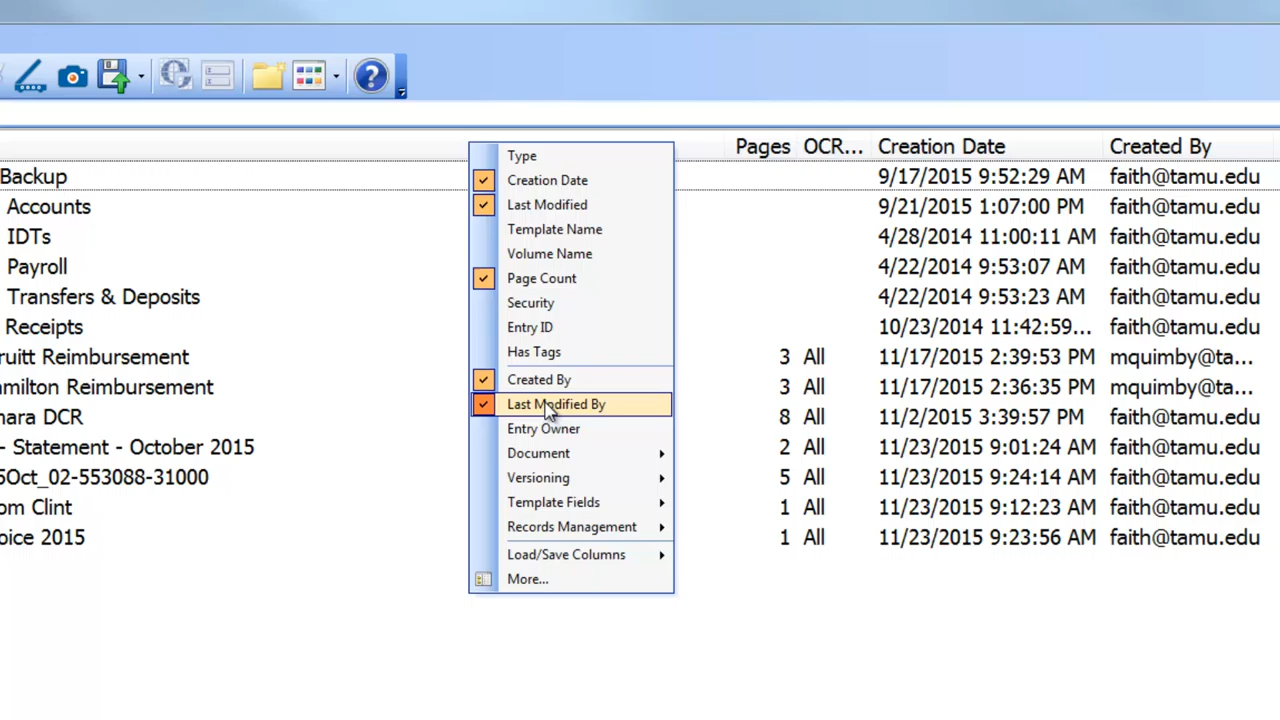 Pages OCR... Creation Date Created By
Backup 9/17/2015 9:52:29 AM faith@tamu.edu
Accounts 9/21/2015 1:07:00 PM faith@tamu.edu
IDTs 4/28/2014 11:00:11 AM faith@tamu.edu
Payroll 4/22/2014 9:53:07 AM faith@tamu.edu
Transfers & Deposits 4/22/2014 9:53:23 AM faith@tamu.edu
Receipts 10/23/2014 11:42:59... faith@tamu.edu
ruitt Reimbursement 3 All 11/17/2015 2:39:53 PM mquimby@ta...
amilton Reimbursement 3 All 11/17/2015 2:36:35 PM mquimby@ta...
nara DCR 8 All 11/2/2015 3:39:57 PM faith@tamu.edu
- Statement - October 2015 2 All 11/23/2015 9:01:24 AM faith@tamu.edu
5Oct_02-553088-31000 5 All 11/23/2015 9:24:14 AM faith@tamu.edu
om Clint 1 All 11/23/2015 9:12:23 AM faith@tamu.edu
oice 2015 1 All 11/23/2015 9:23:56 AM faith@tamu.edu
Type
Creation Date
Last Modified
Template Name
Volume Name
Page Count
Security
Entry ID
Has Tags
Created By
Last Modified By
Entry Owner
Document
Versioning
Template Fields
Records Management
Load/Save Columns
More...